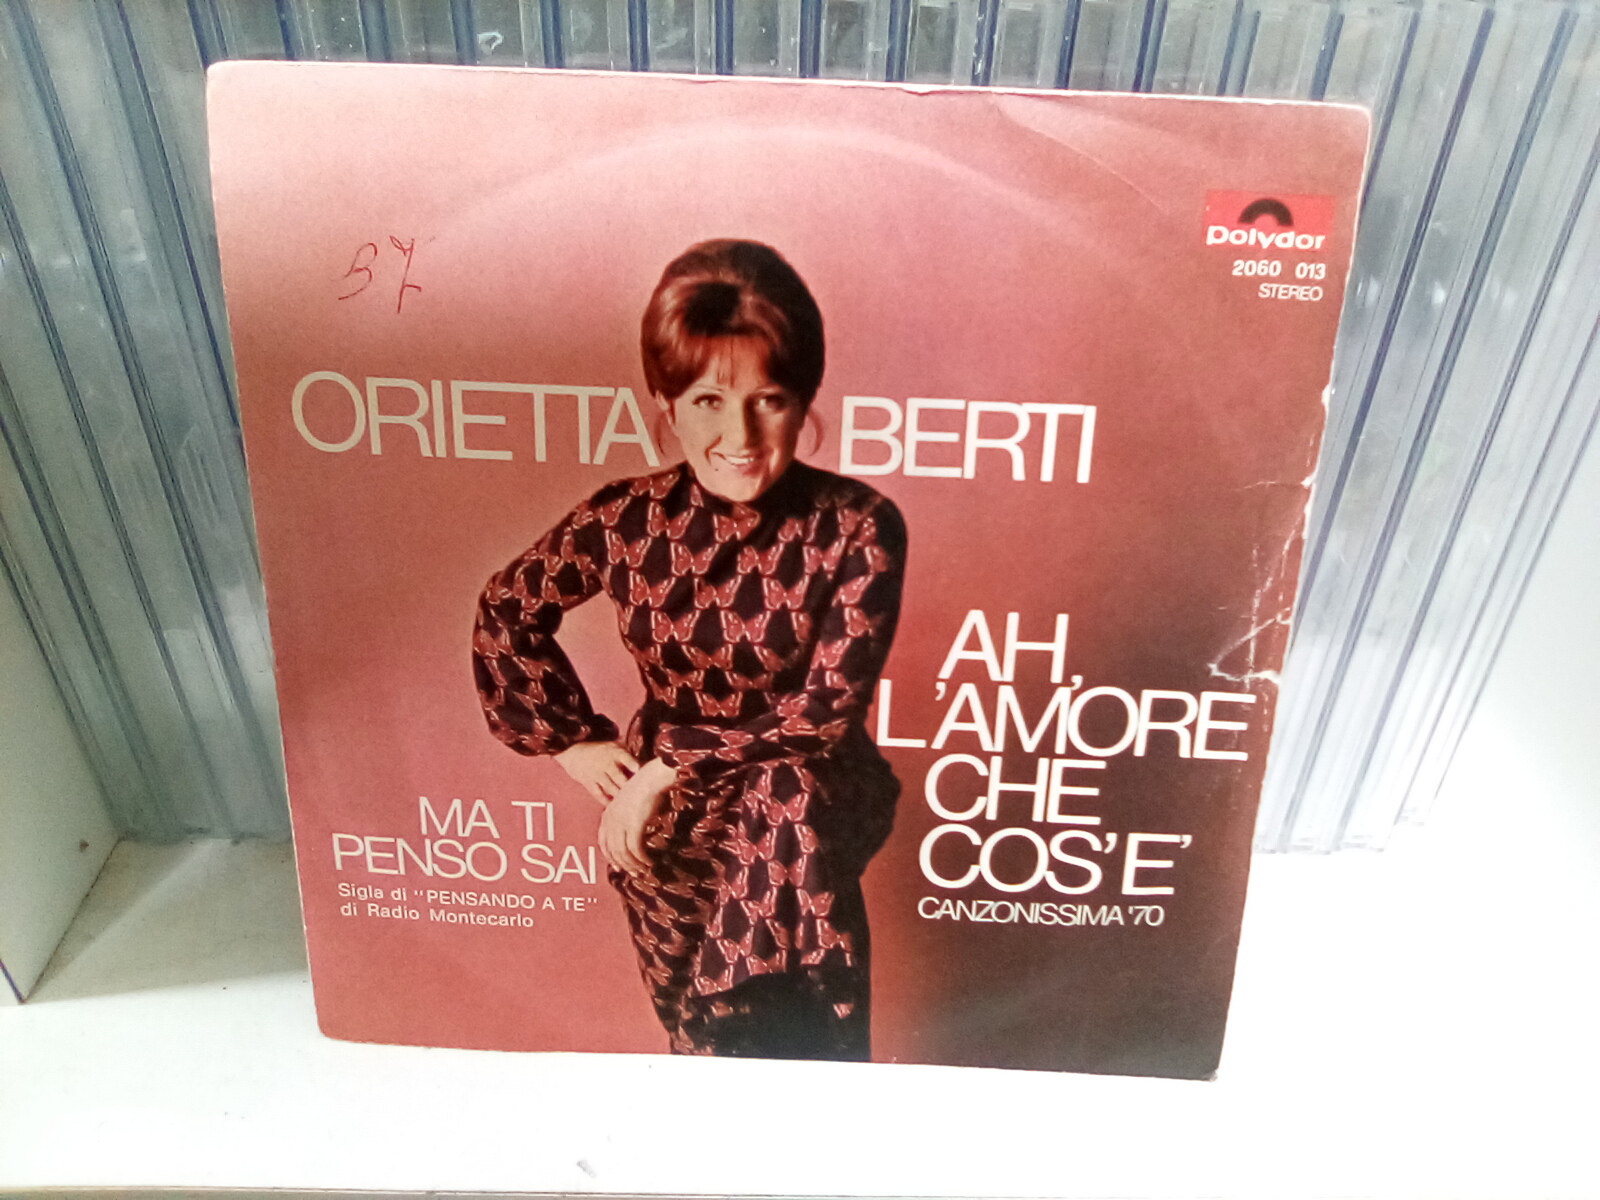 polydor
2060 013
STEREO
57
ORIETTA BERTI
AH,
L'AMORE
CHE
COS'E'
CANZONISSIMA '70
MA TI
PENSO SAI
Sigla di "PENSANDO A TE"
di Radio Montecarlo